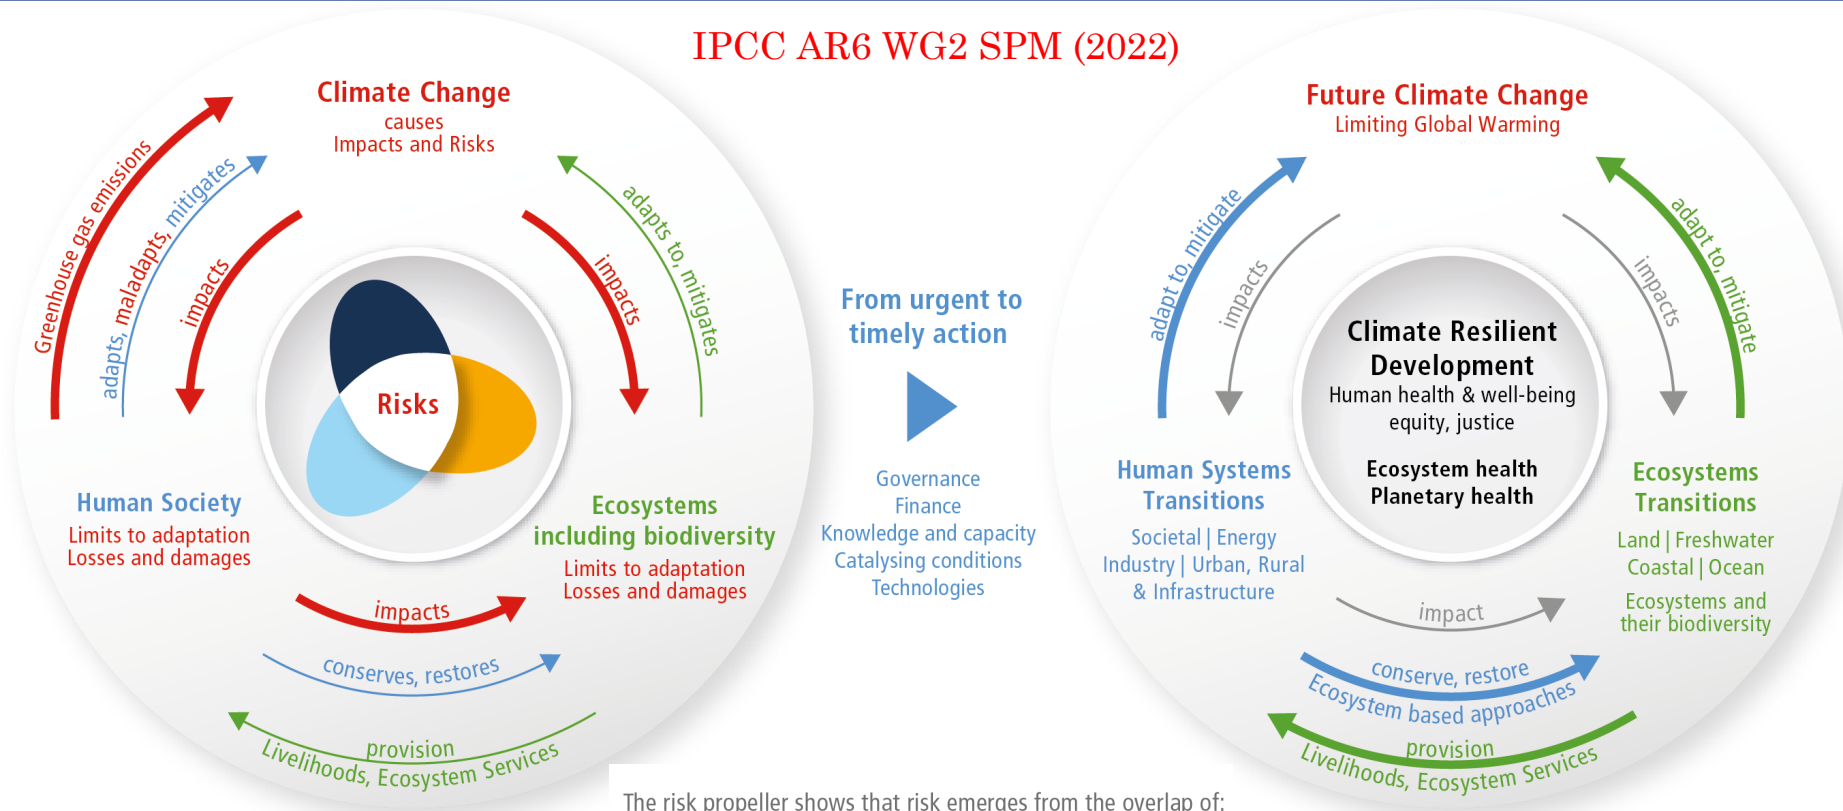 IPCC AR6 WG2 SPM (2022)
Climate Change
causes
Impacts and Risks
Greenhouse gas emissions
adapts, maladapts, mitigates
impacts
impacts
adapts to, mitigates
Risks
Human Society
Limits to adaptation
Losses and damages
Ecosystems
including biodiversity
Limits to adaptation
Losses and damages
impacts
conserves, restores
provision
Livelihoods, Ecosystem Services
From urgent to
timely action
Governance
Finance
Knowledge and capacity
Catalysing conditions
Technologies
Future Climate Change
Limiting Global Warming
adapt to, mitigate
impacts
impacts
adapt to, mitigate
Climate Resilient
Development
Human health & well-being
equity, justice
Ecosystem health
Planetary health
Human Systems
Transitions
Societal | Energy
Industry | Urban, Rural
& Infrastructure
Ecosystems
Transitions
Land | Freshwater
Coastal | Ocean
Ecosystems and
their biodiversity
impact
conserve, restore
Ecosystem based approaches
provision
Livelihoods, Ecosystem Services
The risk propeller shows that risk emerges from the overlap of: